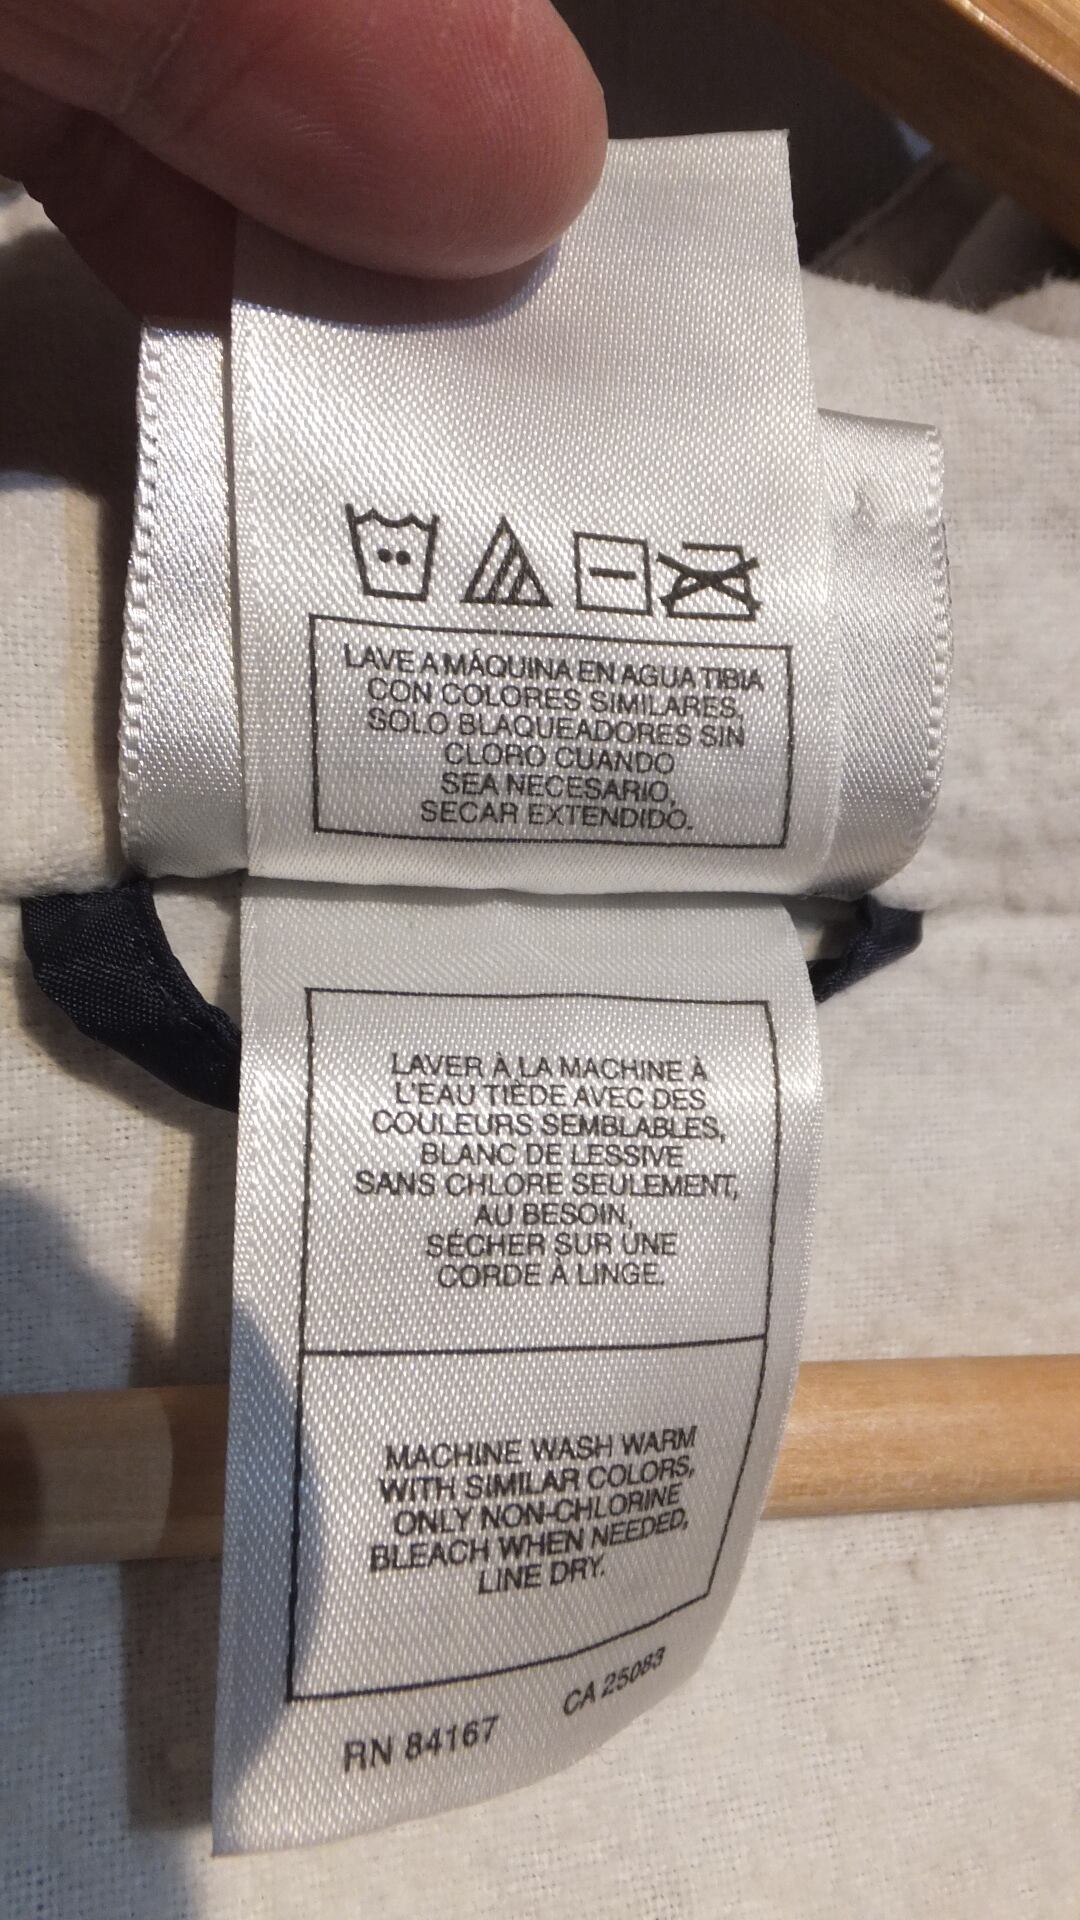 LAVE A MÁQUINA EN AGUA TIBIA
CON COLORES SIMILARES,
SOLO BLAQUEADORES SIN
CLORO CUANDO
SEA NECESARIO,
SECAR EXTENDIDO.
LAVER À LA MACHINE À
L'EAU TIÈDE AVEC DES
COULEURS SEMBLABLES,
BLANC DE LESSIVE
SANS CHLORE SEULEMENT,
AU BESOIN,
SÉCHER SUR UNE
CORDE À LINGE.
MACHINE WASH WARM
WITH SIMILAR COLORS,
ONLY NON-CHLORINE
BLEACH WHEN NEEDED,
LINE DRY.
RN 84167 CA 25083